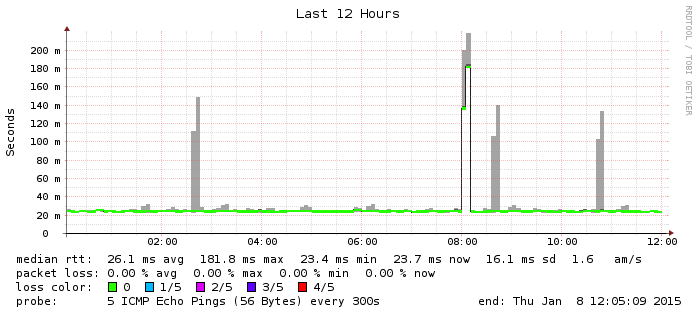 Last 12 Hours
RRDTOOL / TOBI OETIKER
Seconds
200 m
180 m
160 m
140 m
120 m
100 m
80 m
60 m
40 m
20 m
0
02:00 04:00 06:00 08:00 10:00 12:00
median rtt: 26.1 ms avg 181.8 ms max 23.4 ms min 23.7 ms now 16.1 ms sd 1.6 am/s
packet loss: 0.00 % avg 0.00 % max 0.00 % min 0.00 % now
loss color: 0 1/5 2/5 3/5 4/5
probe: 5 ICMP Echo Pings (56 Bytes) every 300s end: Thu Jan 8 12:05:09 2015